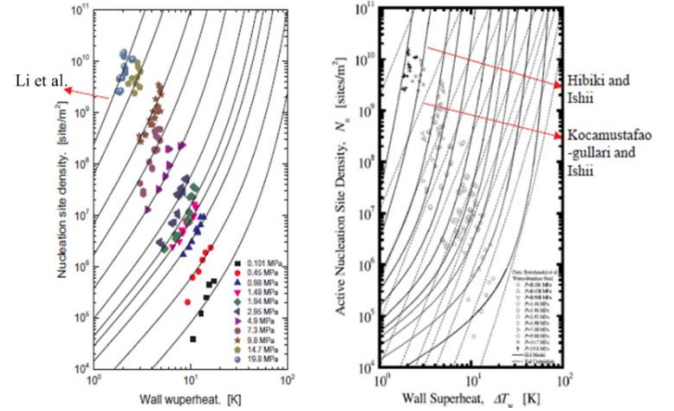 Li et al.
Nucleation site density. [site/m²]
10¹¹
10¹⁰
10⁹
10⁸
10⁷
10⁶
10⁵
10⁴
0.101 MPa
0.45 MPa
0.98 MPa
1.48 MPa
1.94 MPa
2.95 MPa
4.9 MPa
7.3 MPa
9.8 MPa
14.7 MPa
19.8 MPa
10⁰
10¹
10²
Wall wuperheat. [K]
Active Nucleation Site Density, Nₙ [sites/m²]
10¹¹
10¹⁰
10⁹
10⁸
10⁷
10⁶
10⁵
10⁴
10⁰
10¹
10²
Wall Superheat, ΔT [K]
Hibiki and
Ishii
Kocamustafao
-gullari and
Ishii